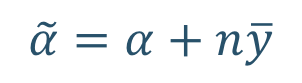 α̃ = α + nȳ